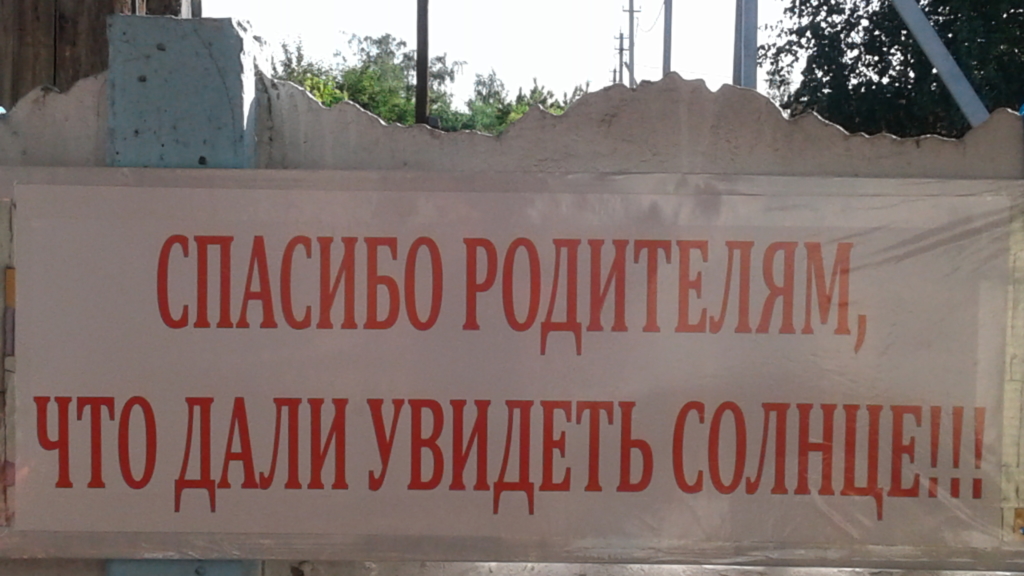 СПАСИБО РОДИТЕЛЯМ,
ЧТО ДАЛИ УВИДЕТЬ СОЛНЦЕ!!!